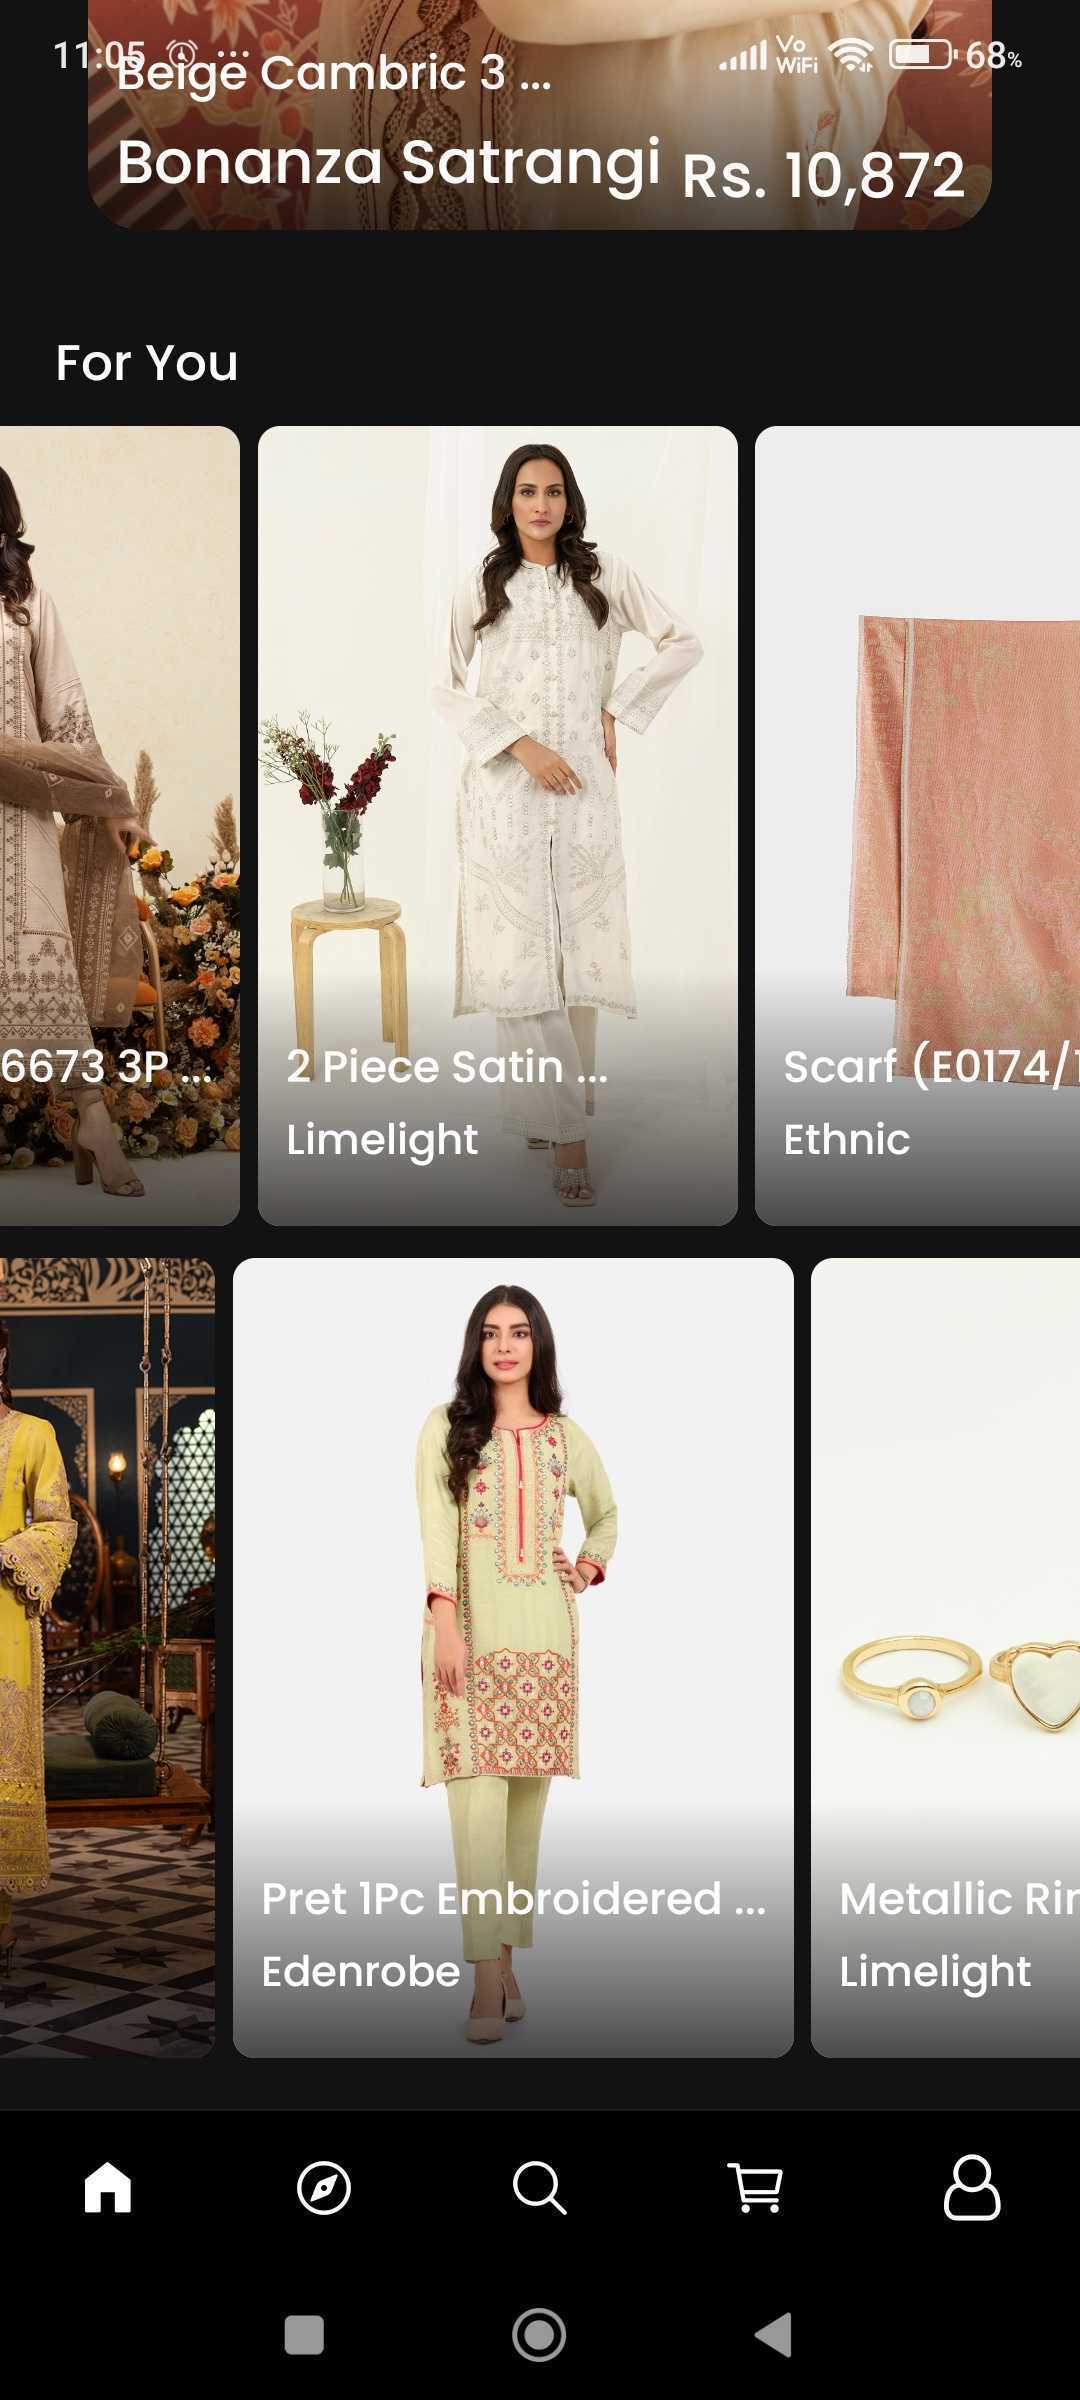 11:05 ...
Vo
WiFi
68%
Beige Cambric 3 ...
Bonanza Satrangi Rs. 10,872
For You
6673 3P ...
2 Piece Satin ...
Limelight
Scarf (E0174/1
Ethnic
Pret 1Pc Embroidered ...
Edenrobe
Metallic Rin
Limelight